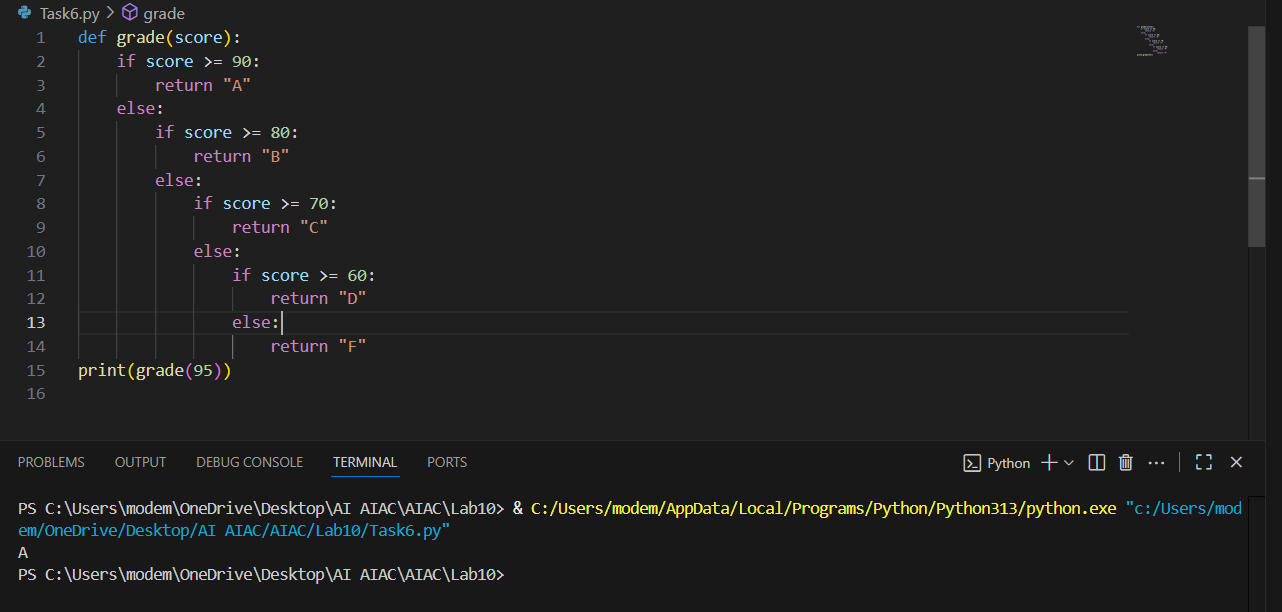 Task6.py > grade
1 def grade(score):
2     if score >= 90:
3         return "A"
4     else:
5         if score >= 80:
6             return "B"
7         else:
8             if score >= 70:
9                 return "C"
10             else:
11                 if score >= 60:
12                     return "D"
13                 else:
14                     return "F"
15 print(grade(95))
16
PROBLEMS OUTPUT DEBUG CONSOLE TERMINAL PORTS Python
PS C:\Users\modem\OneDrive\Desktop\AI AIAC\AIAC\Lab10> & C:/Users/modem/AppData/Local/Programs/Python/Python313/python.exe "c:/Users/mod
em/OneDrive/Desktop/AI AIAC/AIAC/Lab10/Task6.py"
A
PS C:\Users\modem\OneDrive\Desktop\AI AIAC\AIAC\Lab10>